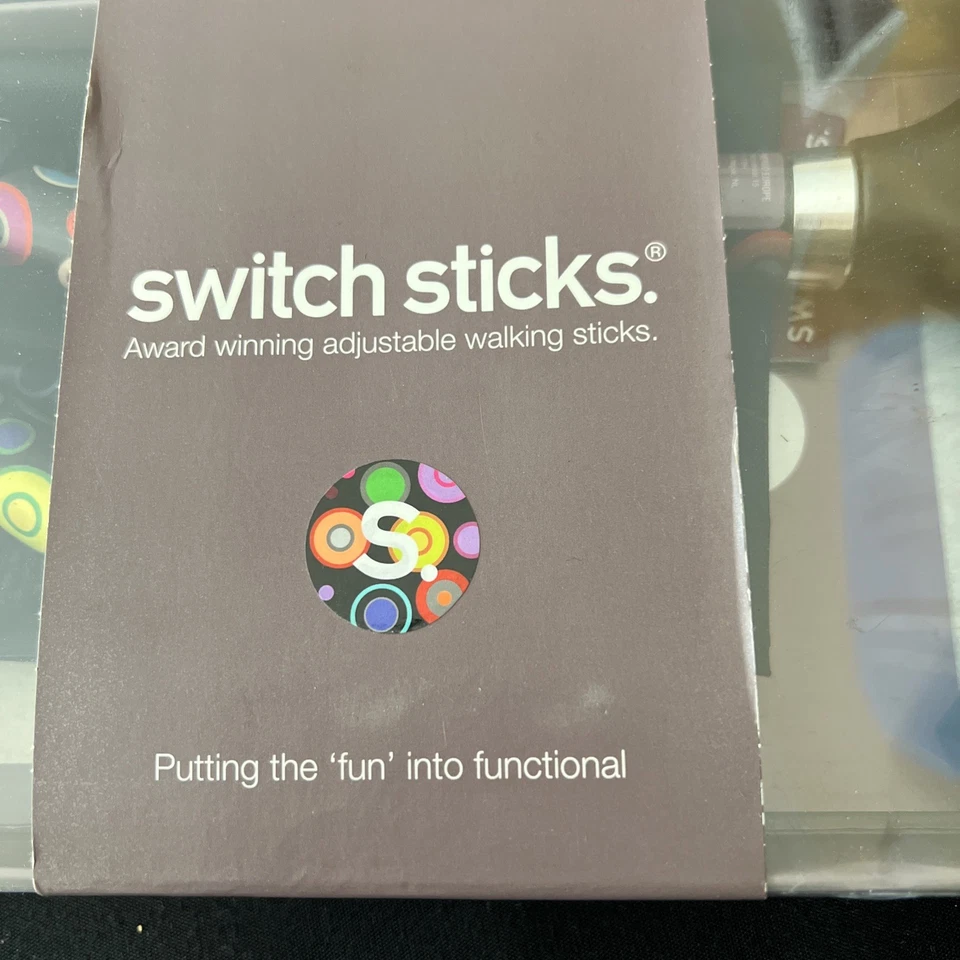 switch sticks.®
Award winning adjustable walking sticks.
S.
Putting the ‘fun’ into functional